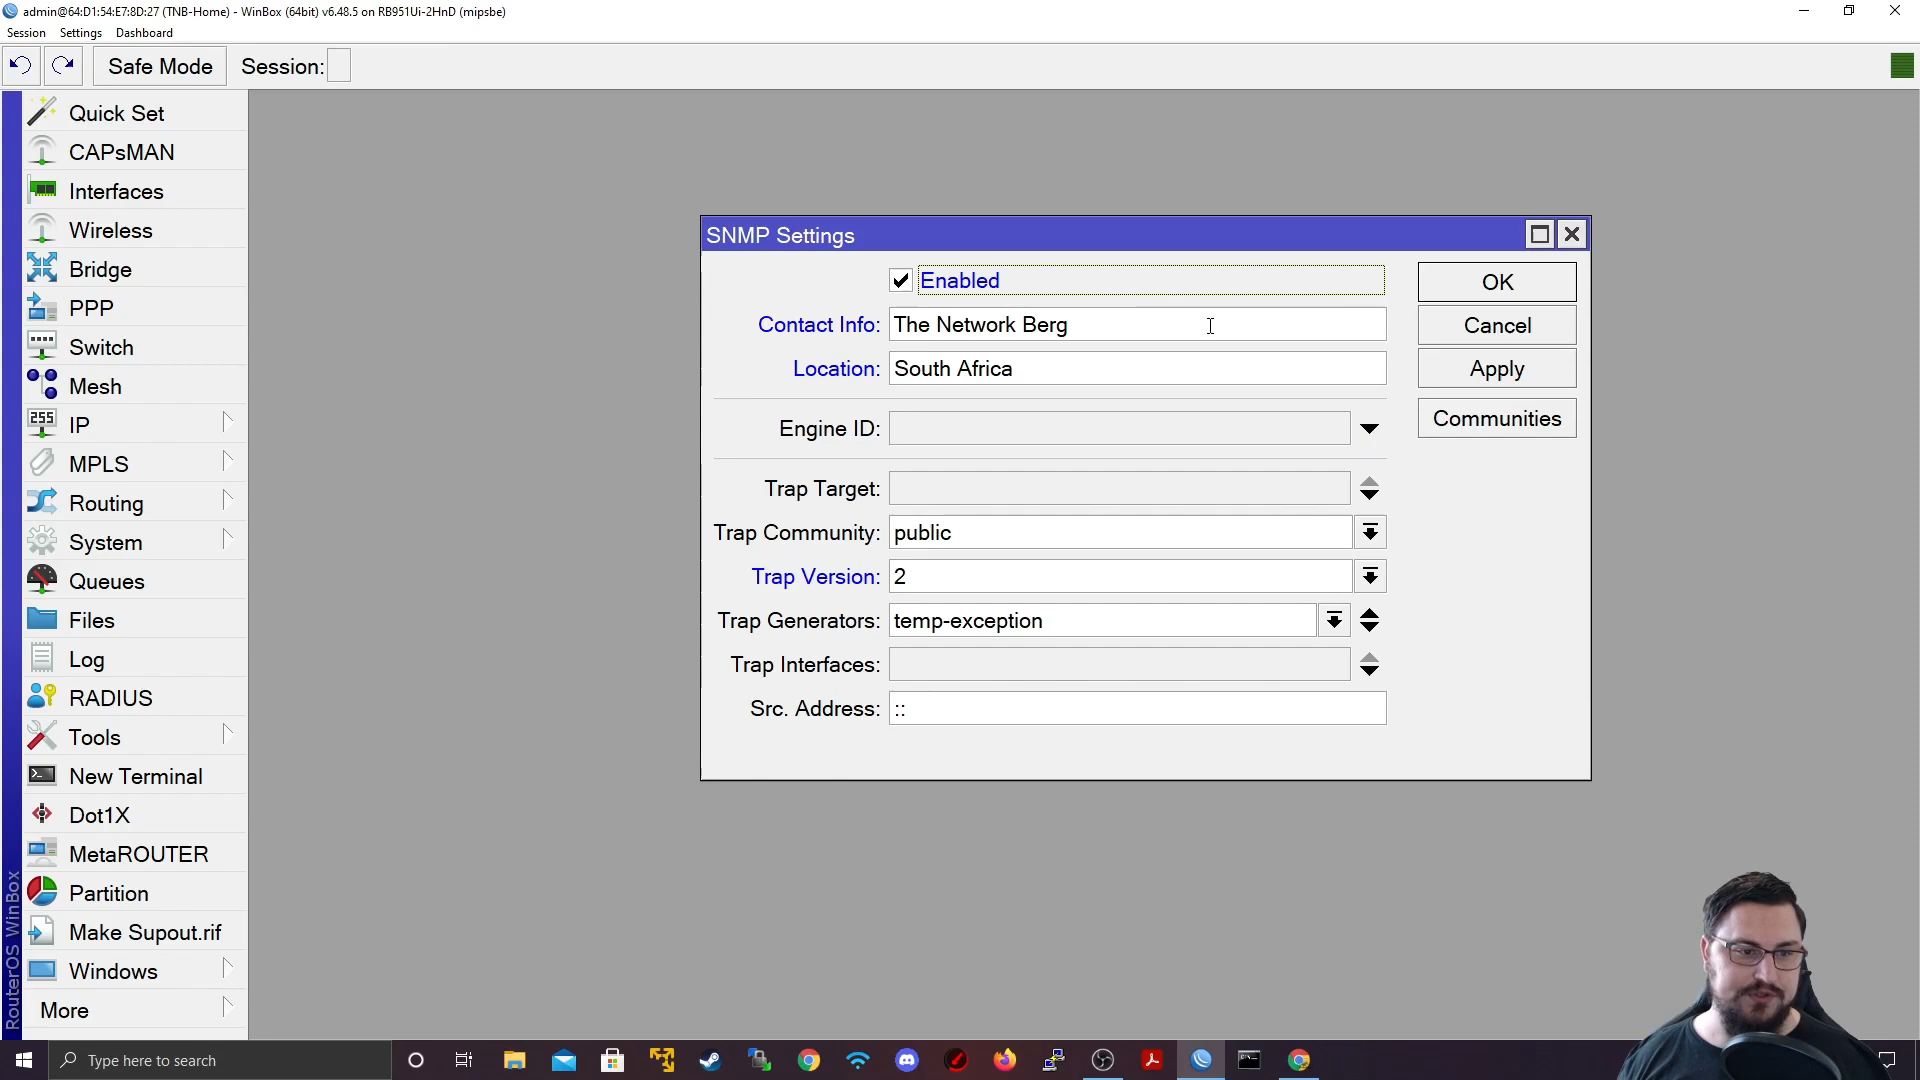 admin@64:D1:54:E7:8D:27 (TNB-Home) - WinBox (64bit) v6.48.5 on RB951Ui-2HnD (mipsbe)
Session Settings Dashboard
Safe Mode Session:
Quick Set
CAPsMAN
Interfaces
Wireless
Bridge
PPP
Switch
Mesh
255 IP
MPLS
Routing
System
Queues
Files
Log
RADIUS
Tools
New Terminal
Dot1X
MetaROUTER
Partition
Make Supout.rif
Windows
More
RouterOS WinBox
SNMP Settings
Enabled
Contact Info: The Network Berg
Location: South Africa
Engine ID:
Trap Target:
Trap Community: public
Trap Version: 2
Trap Generators: temp-exception
Trap Interfaces:
Src. Address: ::
OK
Cancel
Apply
Communities
Type here to search